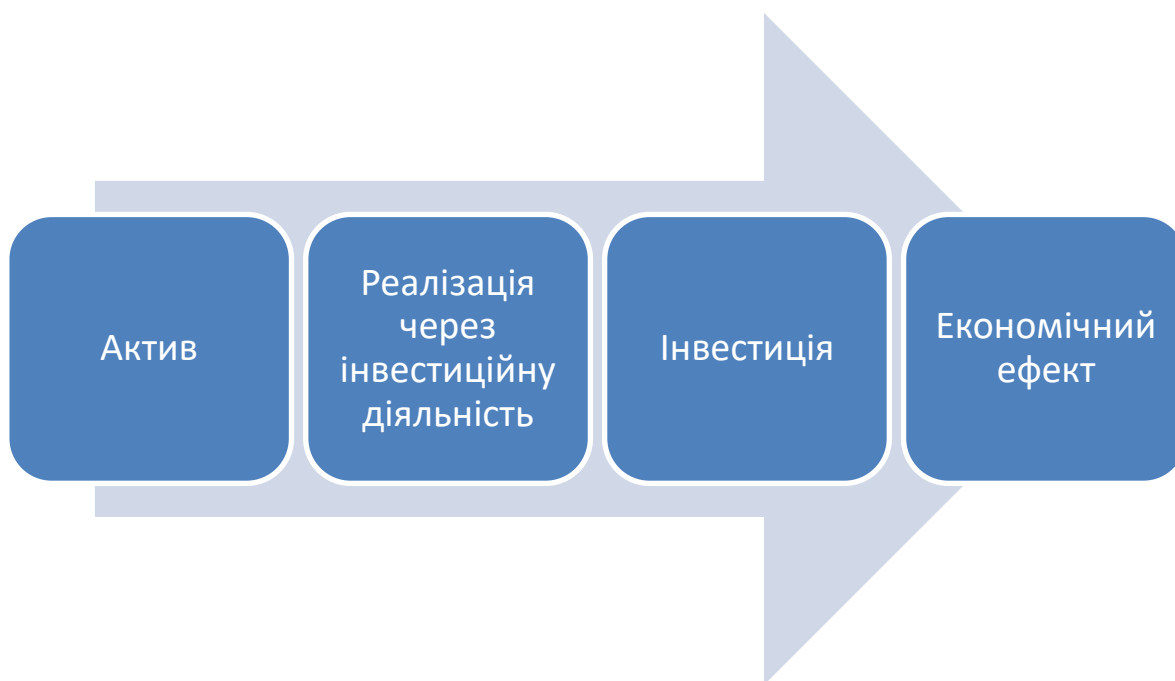 Актив
Реалізація
через
інвестиційну
діяльність
Інвестиція
Економічний
ефект